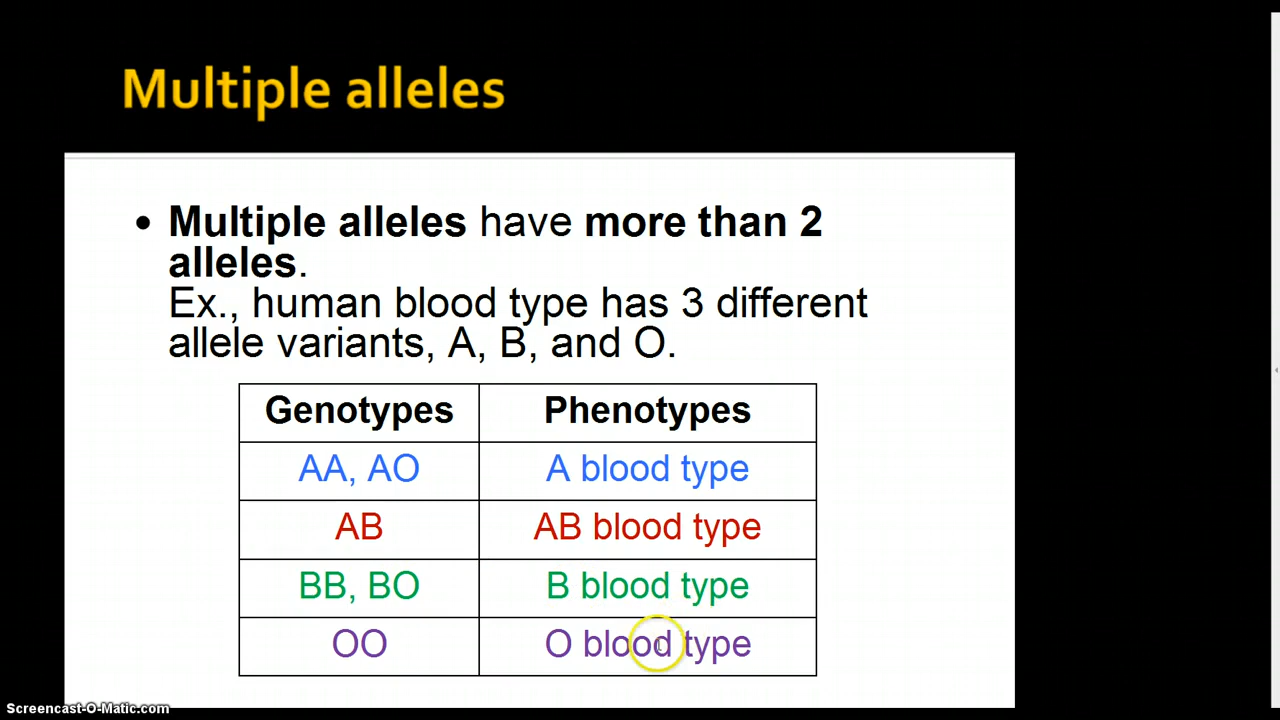 Multiple alleles
• Multiple alleles have more than 2
alleles.
Ex., human blood type has 3 different
allele variants, A, B, and O.
Genotypes Phenotypes
AA, AO A blood type
AB AB blood type
BB, BO B blood type
OO O blood type
Screencast-O-Matic.com